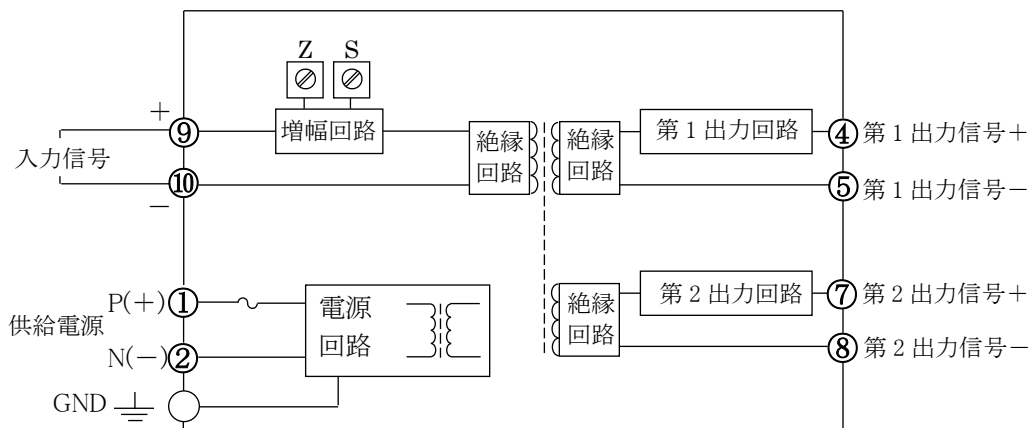 Z S
+
⑨ 増幅回路
入力信号
⑩
−
絶縁
回路
絶縁
回路
第1出力回路 ④ 第1出力信号+
⑤ 第1出力信号−
P(+) ①
供給電源
N(−) ②
GND
電源
回路
絶縁
回路
第2出力回路 ⑦ 第2出力信号+
⑧ 第2出力信号−